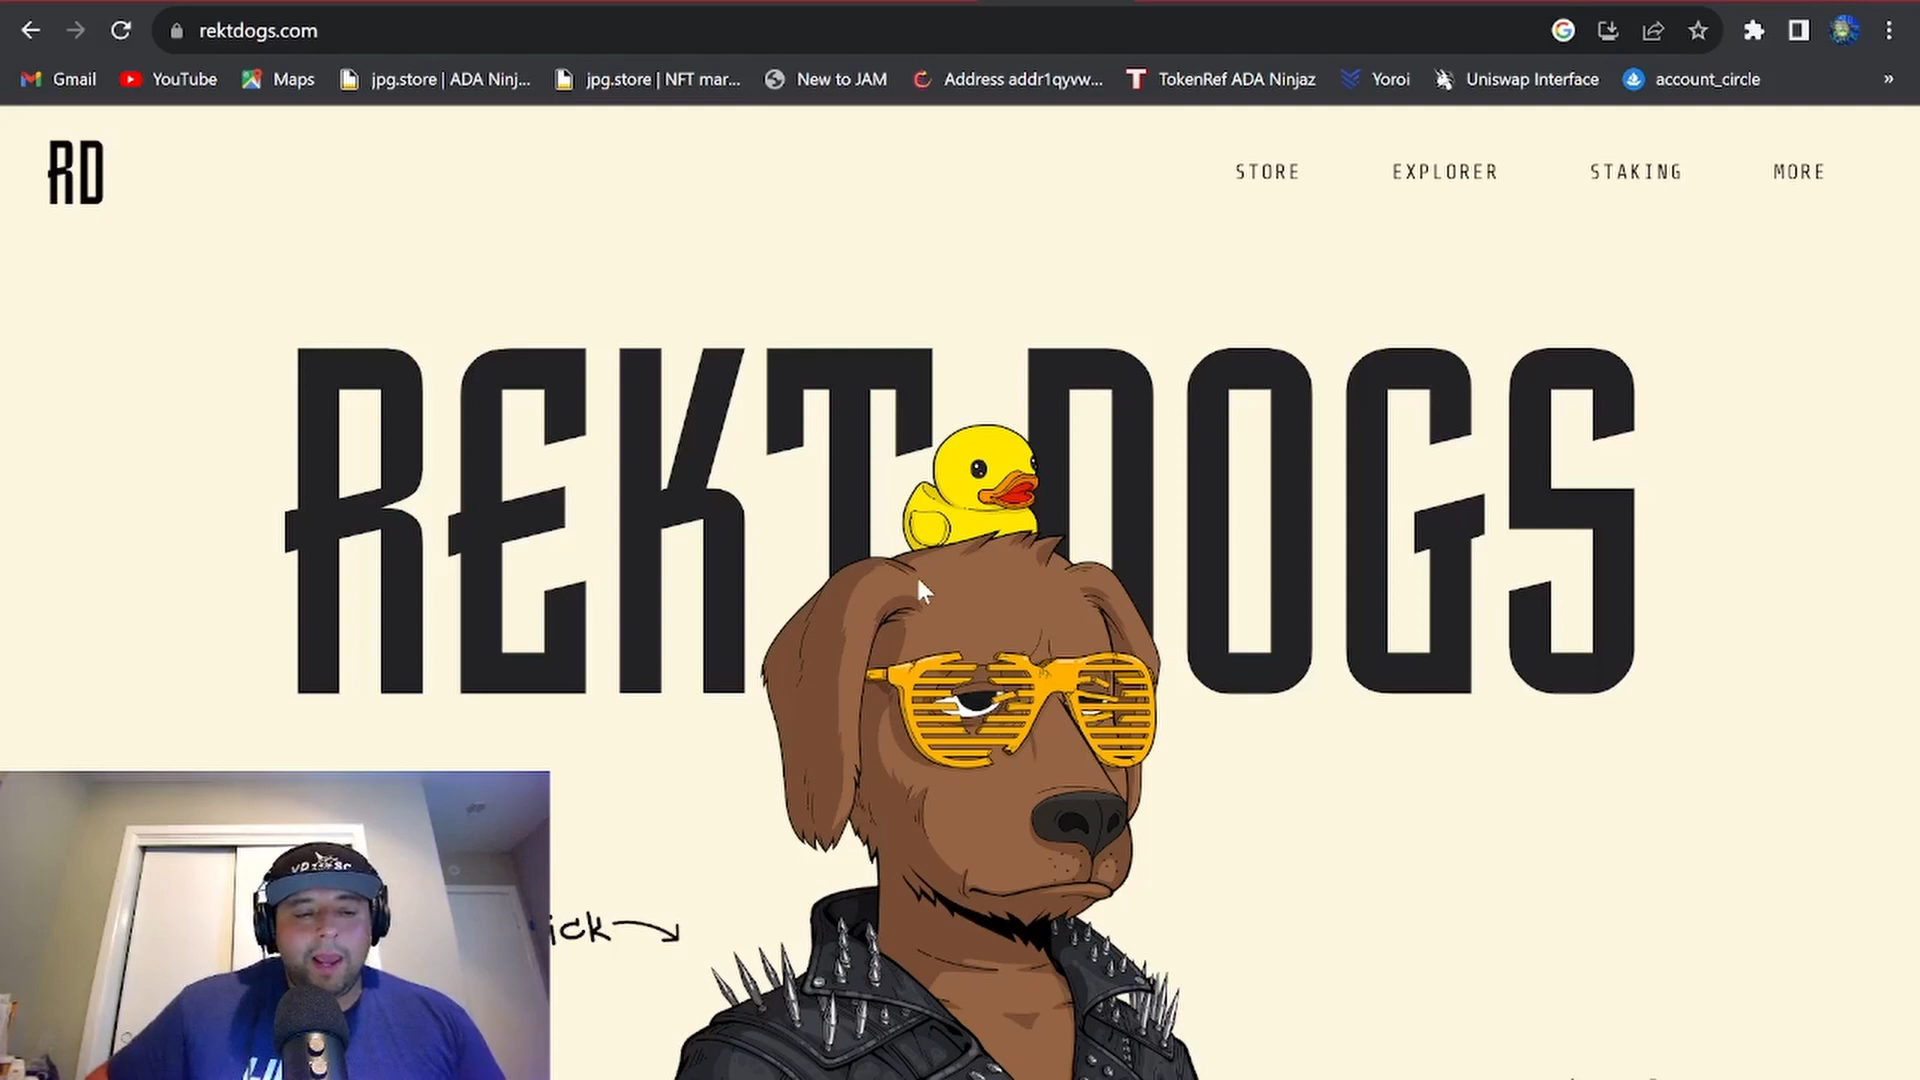 rektdogs.com
Gmail YouTube Maps jpg.store | ADA Ninj... jpg.store | NFT mar... New to JAM Address addr1qyvw... TokenRef ADA Ninjaz Yoroi Uniswap Interface account_circle »
RD STORE EXPLORER STAKING MORE
REKT DOGS
ick